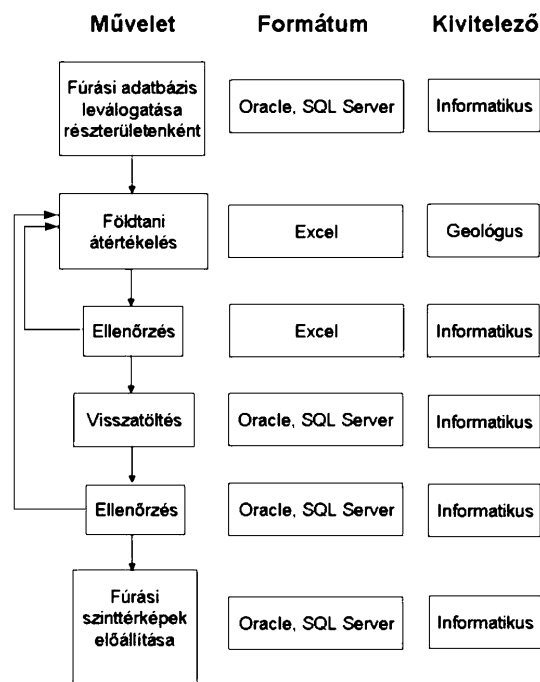 Művelet Formátum Kivitelező
Fúrási adatbázis
leválogatása
részterületenként
Oracle, SQL Server
Informatikus
Földtani
átértékelés
Excel
Geológus
Ellenőrzés
Excel
Informatikus
Visszatöltés
Oracle, SQL Server
Informatikus
Ellenőrzés
Oracle, SQL Server
Informatikus
Fúrási
szinttérképek
előállítása
Oracle, SQL Server
Informatikus